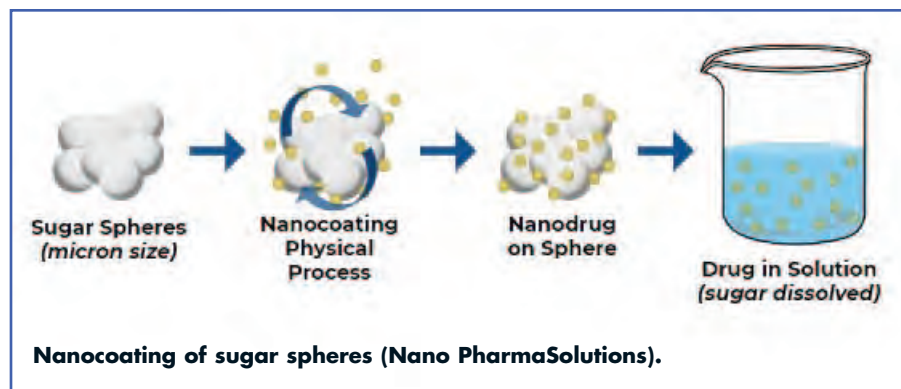 Sugar Spheres
(micron size)
Nanocoating
Physical
Process
Nanodrug
on Sphere
Drug in Solution
(sugar dissolved)
Nanocoating of sugar spheres (Nano PharmaSolutions).